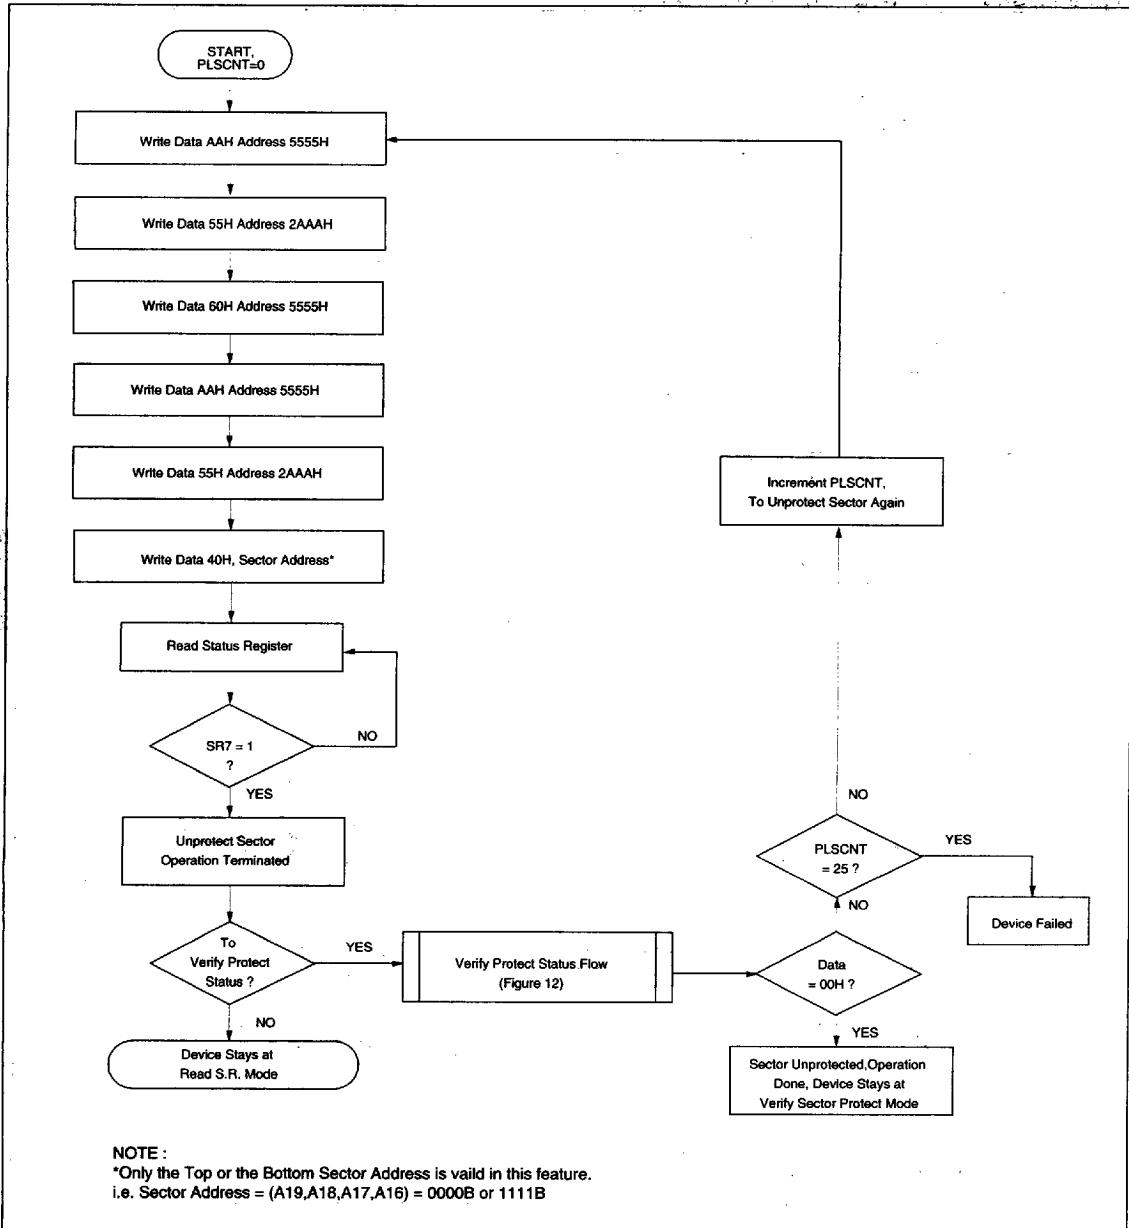 START,
PLSCNT=0
Write Data AAH Address 5555H
Write Data 55H Address 2AAAH
Write Data 60H Address 5555H
Write Data AAH Address 5555H
Write Data 55H Address 2AAAH
Write Data 40H, Sector Address*
Read Status Register
SR7 = 1
?
NO
YES
Unprotect Sector
Operation Terminated
To
Verify Protect
Status ?
YES
NO
Device Stays at
Read S.R. Mode
Verify Protect Status Flow
(Figure 12)
Data
= 00H ?
YES
Sector Unprotected,Operation
Done, Device Stays at
Verify Sector Protect Mode
NO
PLSCNT
= 25 ?
YES
Device Failed
NO
Increment PLSCNT,
To Unprotect Sector Again
NOTE :
*Only the Top or the Bottom Sector Address is vaild in this feature.
i.e. Sector Address = (A19,A18,A17,A16) = 0000B or 1111B